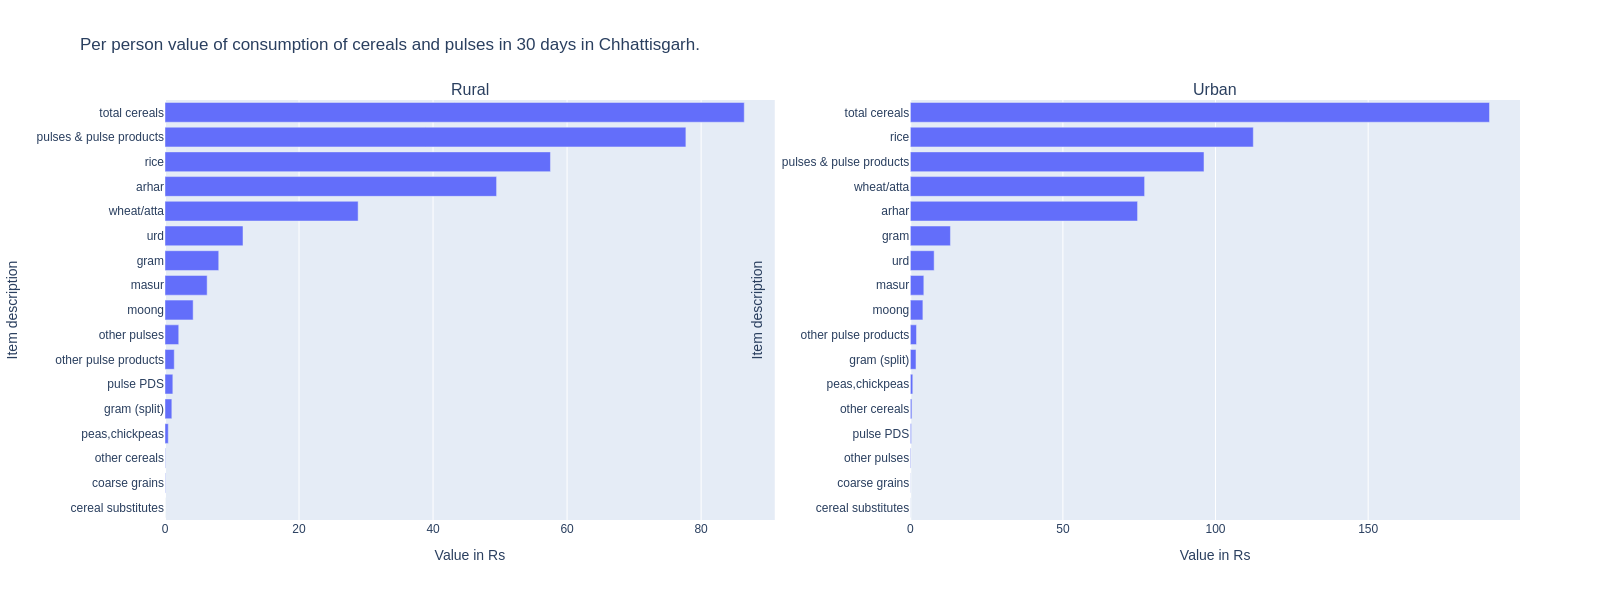 Per person value of consumption of cereals and pulses in 30 days in Chhattisgarh.
Rural
total cereals
pulses & pulse products
rice
arhar
wheat/atta
urd
gram
masur
moong
other pulses
other pulse products
pulse PDS
gram (split)
peas,chickpeas
other cereals
coarse grains
cereal substitutes
Item description
0 20 40 60 80
Value in Rs
Urban
total cereals
rice
pulses & pulse products
wheat/atta
arhar
gram
urd
masur
moong
other pulse products
gram (split)
peas,chickpeas
other cereals
pulse PDS
other pulses
coarse grains
cereal substitutes
Item description
0 50 100 150
Value in Rs